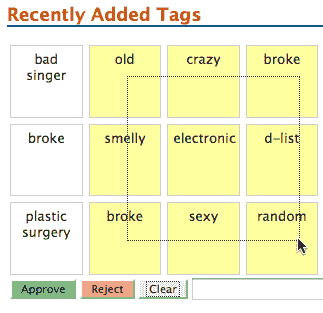 Recently Added Tags
bad singer
old
crazy
broke
broke
smelly
electronic
d-list
plastic surgery
broke
sexy
random
Approve
Reject
Clear